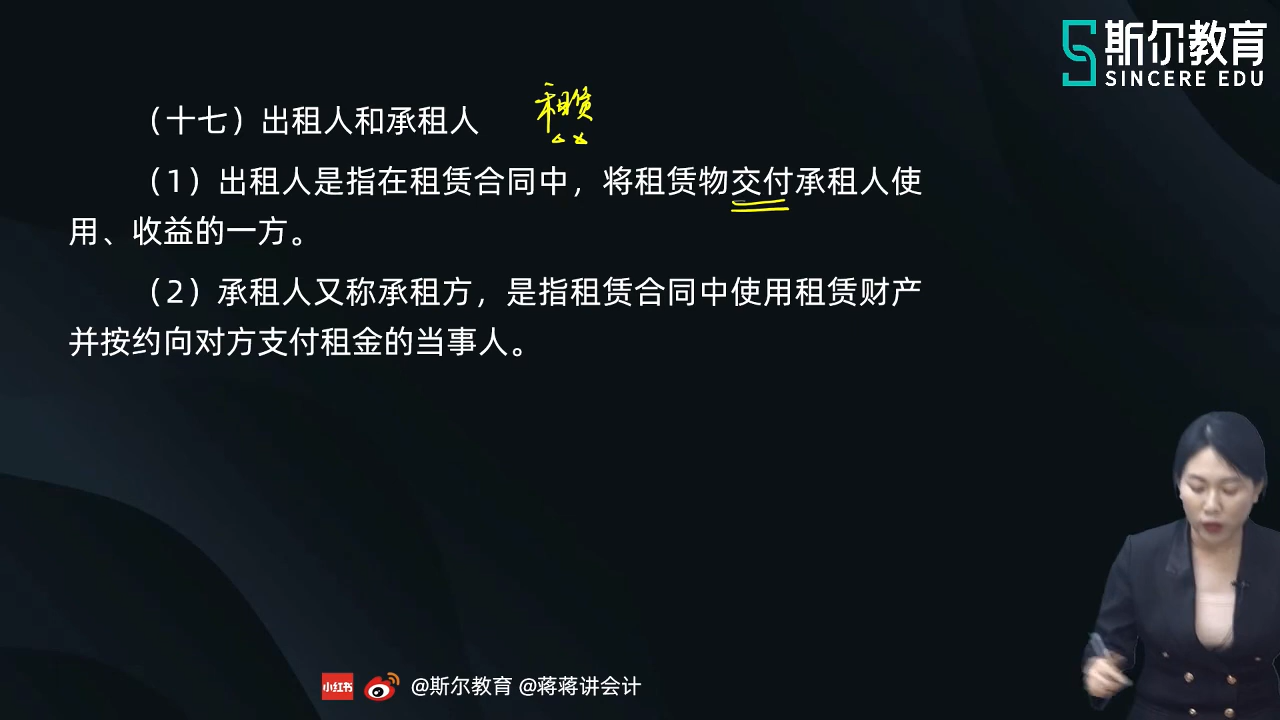 斯尔教育
SINCERE EDU
租赁
（十七）出租人和承租人
（1）出租人是指在租赁合同中，将租赁物交付承租人使
用、收益的一方。
（2）承租人又称承租方，是指租赁合同中使用租赁财产
并按约向对方支付租金的当事人。
小红书 @斯尔教育 @蒋蒋讲会计